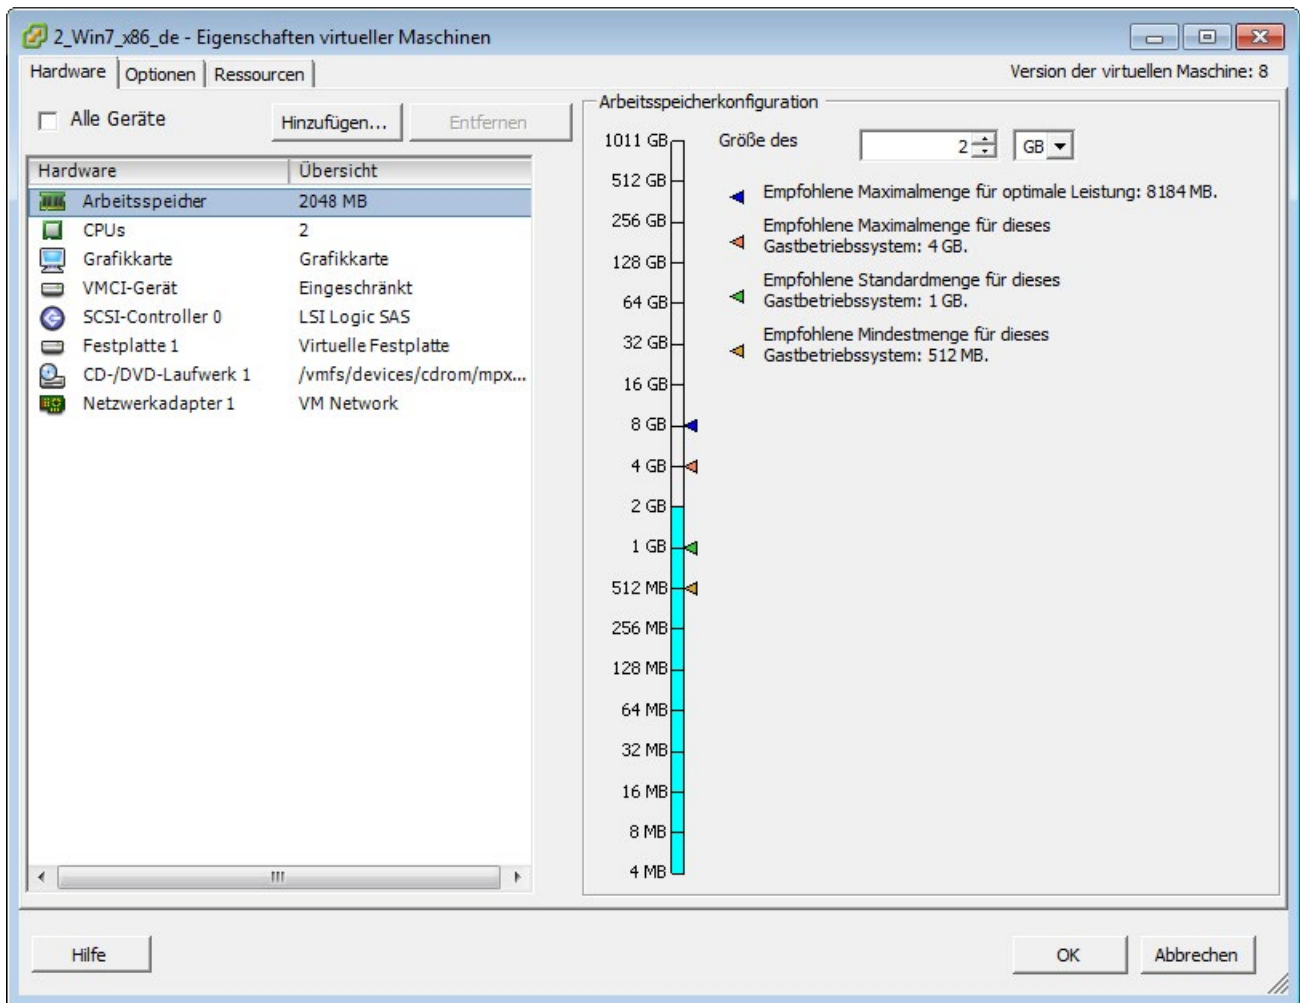 2_Win7_x86_de - Eigenschaften virtueller Maschinen
Hardware Optionen Ressourcen Version der virtuellen Maschine: 8
Alle Geräte Hinzufügen... Entfernen
Hardware Übersicht
Arbeitsspeicher 2048 MB
CPUs 2
Grafikkarte Grafikkarte
VMCI-Gerät Eingeschränkt
SCSI-Controller 0 LSI Logic SAS
Festplatte 1 Virtuelle Festplatte
CD-/DVD-Laufwerk 1 /vmfs/devices/cdrom/mpx...
Netzwerkadapter 1 VM Network
Arbeitsspeicherkonfiguration
1011 GB
512 GB
256 GB
128 GB
64 GB
32 GB
16 GB
8 GB
4 GB
2 GB
1 GB
512 MB
256 MB
128 MB
64 MB
32 MB
16 MB
8 MB
4 MB
Größe des 2 GB
Empfohlene Maximalmenge für optimale Leistung: 8184 MB.
Empfohlene Maximalmenge für dieses
Gastbetriebssystem: 4 GB.
Empfohlene Standardmenge für dieses
Gastbetriebssystem: 1 GB.
Empfohlene Mindestmenge für dieses
Gastbetriebssystem: 512 MB.
Hilfe OK Abbrechen